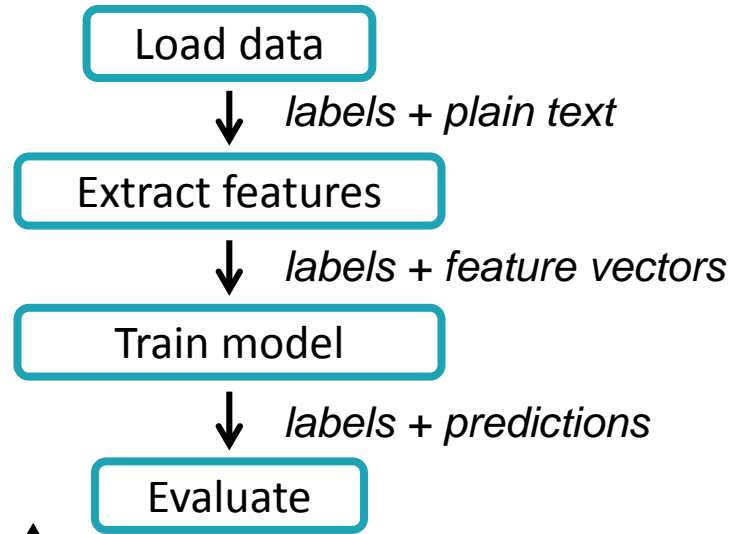 Load data
labels + plain text
Extract features
labels + feature vectors
Train model
labels + predictions
Evaluate